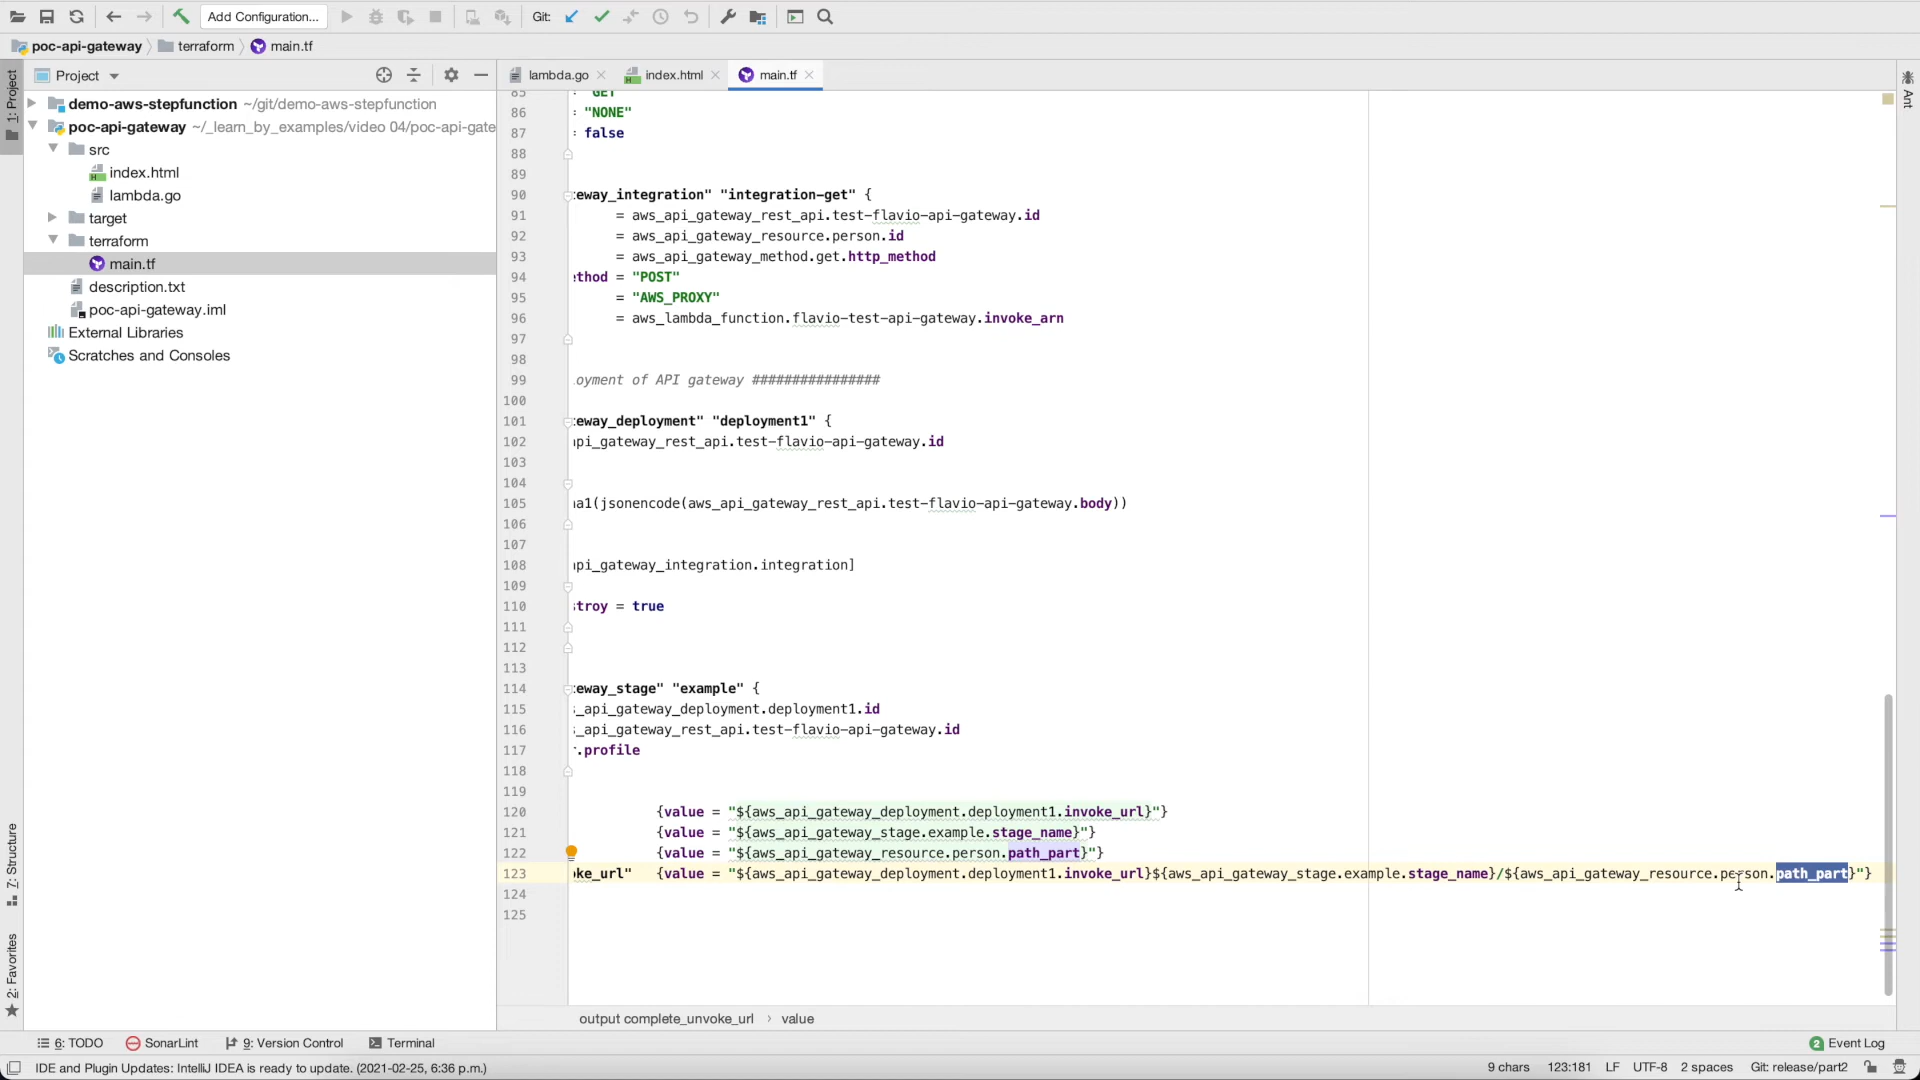 Add Configuration...
Git:
poc-api-gateway
terraform
main.tf
1: Project
Project
lambda.go
index.html
main.tf
Ant
demo-aws-stepfunction ~/git/demo-aws-stepfunction
poc-api-gateway ~/_learn_by_examples/video 04/poc-api-gate
src
index.html
lambda.go
target
terraform
main.tf
description.txt
poc-api-gateway.iml
External Libraries
Scratches and Consoles
85 : "GET"
86 : "NONE"
87 : false
88
89
90 :eway_integration" "integration-get" {
91 = aws_api_gateway_rest_api.test-flavio-api-gateway.id
92 = aws_api_gateway_resource.person.id
93 = aws_api_gateway_method.get.http_method
94 ethod = "POST"
95 = "AWS_PROXY"
96 = aws_lambda_function.flavio-test-api-gateway.invoke_arn
97
98
99 oyment of API gateway ################
100
101 :eway_deployment" "deployment1" {
102 api_gateway_rest_api.test-flavio-api-gateway.id
103
104
105 ha1(jsonencode(aws_api_gateway_rest_api.test-flavio-api-gateway.body))
106
107
108 api_gateway_integration.integration]
109
110 stroy = true
111
112
113
114 :eway_stage" "example" {
115 s_api_gateway_deployment.deployment1.id
116 s_api_gateway_rest_api.test-flavio-api-gateway.id
117 r.profile
118
119
120 {value = "${aws_api_gateway_deployment.deployment1.invoke_url}"}
121 {value = "${aws_api_gateway_stage.example.stage_name}"}
122 {value = "${aws_api_gateway_resource.person.path_part}"}
123 ke_url" {value = "${aws_api_gateway_deployment.deployment1.invoke_url}${aws_api_gateway_stage.example.stage_name}/${aws_api_gateway_resource.person.path_part}"}
124
125
7: Structure
2: Favorites
output complete_unvoke_url › value
6: TODO
SonarLint
9: Version Control
Terminal
2 Event Log
IDE and Plugin Updates: IntelliJ IDEA is ready to update. (2021-02-25, 6:36 p.m.)
9 chars
123:181
LF
UTF-8
2 spaces
Git: release/part2